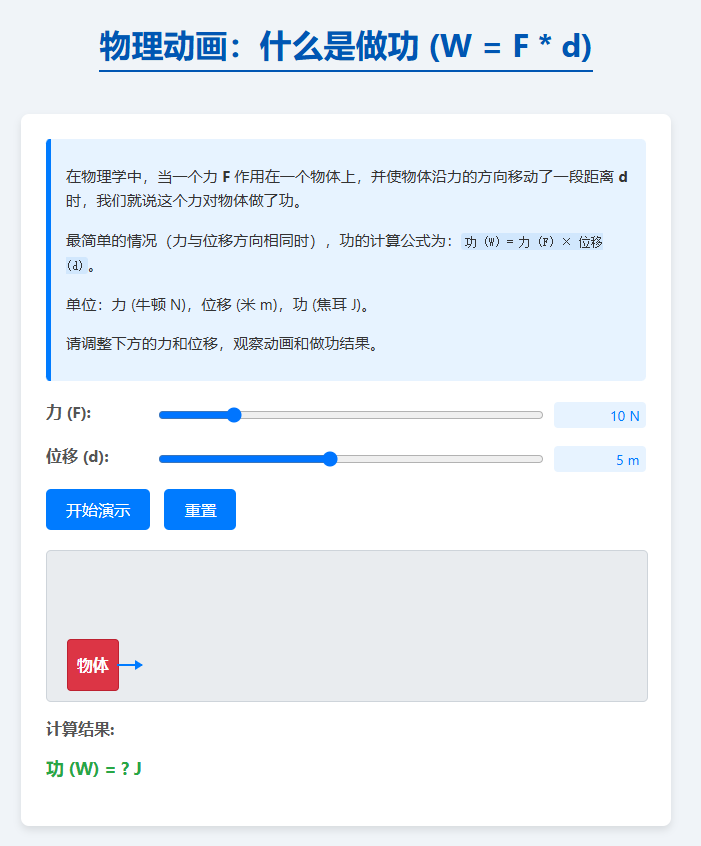 物理动画：什么是做功 (W = F * d)
在物理学中，当一个力 F 作用在一个物体上，并使物体沿力的方向移动了一段距离 d
时，我们就说这个力对物体做了功。
最简单的情况（力与位移方向相同时），功的计算公式为：功 (W) = 力 (F) × 位移
(d)。
单位：力 (牛顿 N)，位移 (米 m)，功 (焦耳 J)。
请调整下方的力和位移，观察动画和做功结果。
力 (F): 10 N
位移 (d): 5 m
开始演示 重置
物体
计算结果:
功 (W) = ? J